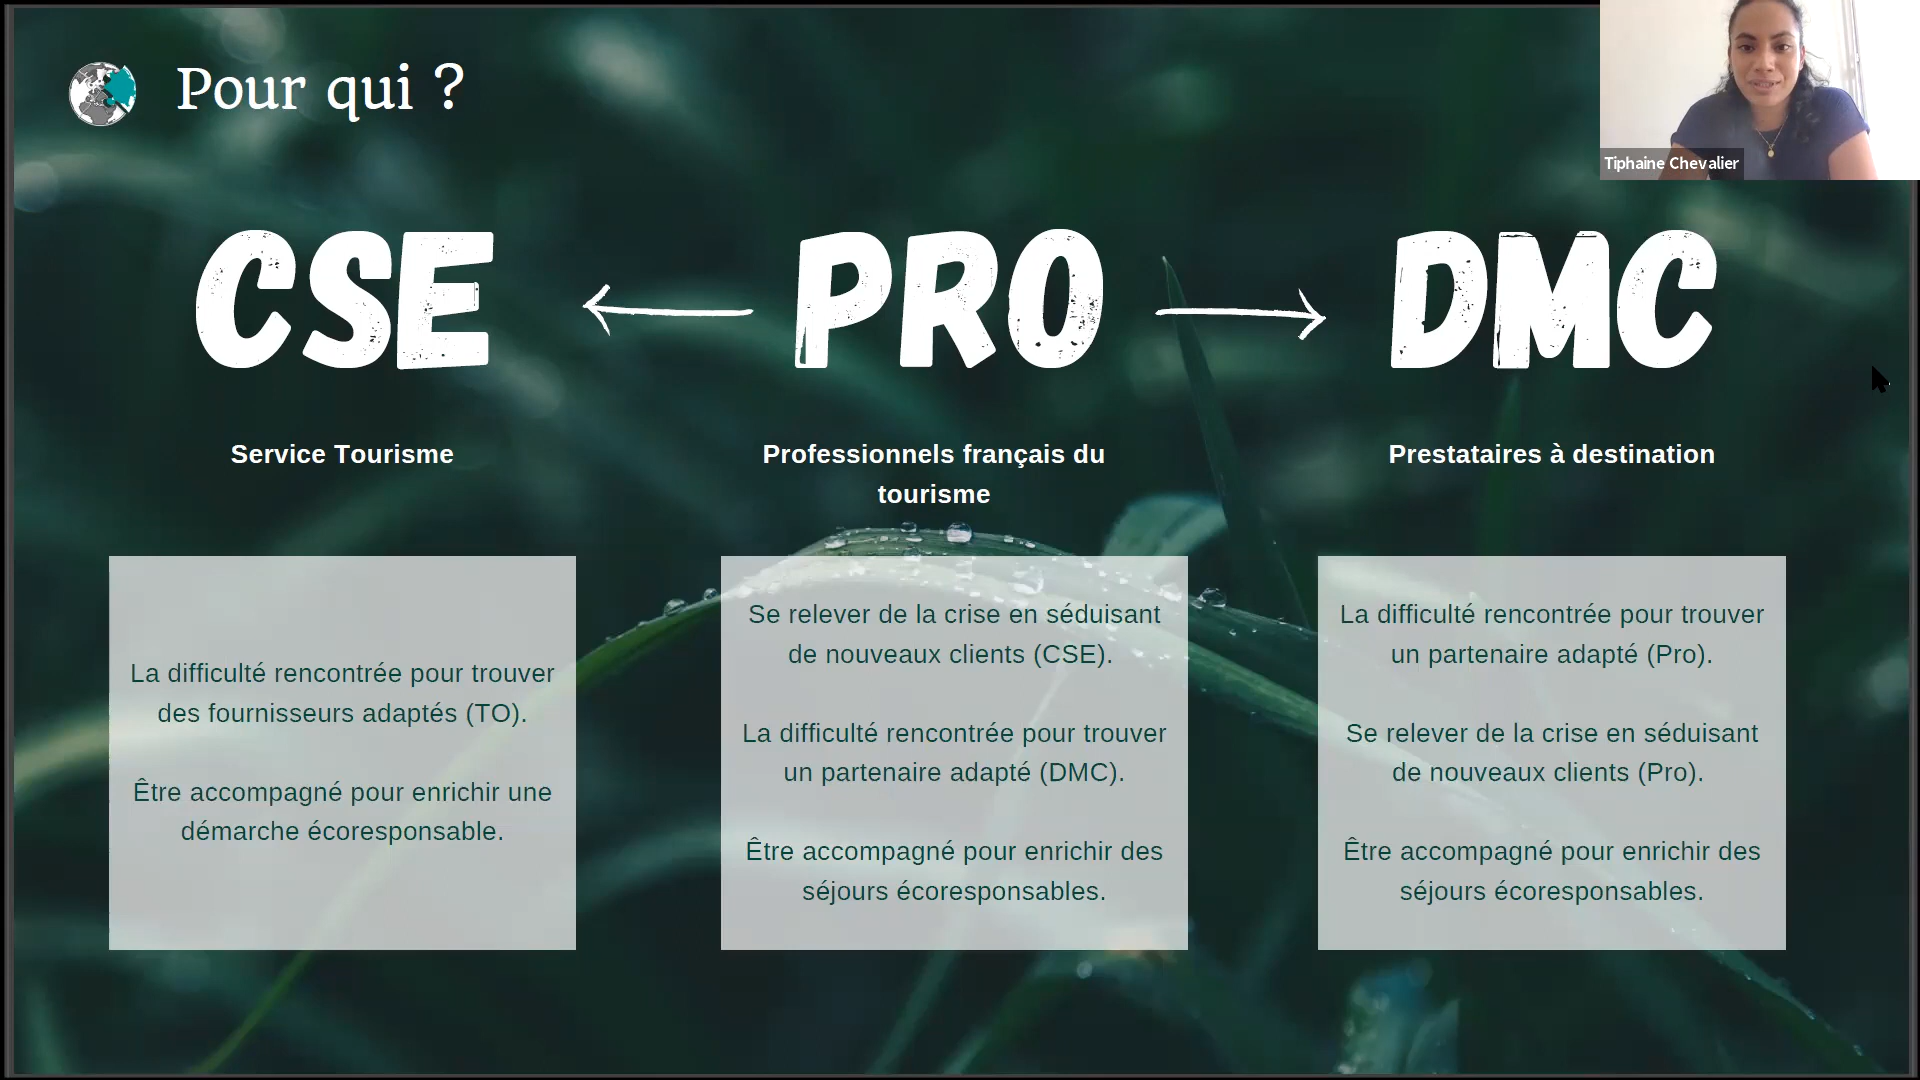 Pour qui ?
Tiphaine Chevalier
CSE
PRO
DMC
Service Tourisme
Professionnels français du
tourisme
Prestataires à destination
La difficulté rencontrée pour trouver
des fournisseurs adaptés (TO).
Être accompagné pour enrichir une
démarche écoresponsable.
Se relever de la crise en séduisant
de nouveaux clients (CSE).
La difficulté rencontrée pour trouver
un partenaire adapté (DMC).
Être accompagné pour enrichir des
séjours écoresponsables.
La difficulté rencontrée pour trouver
un partenaire adapté (Pro).
Se relever de la crise en séduisant
de nouveaux clients (Pro).
Être accompagné pour enrichir des
séjours écoresponsables.